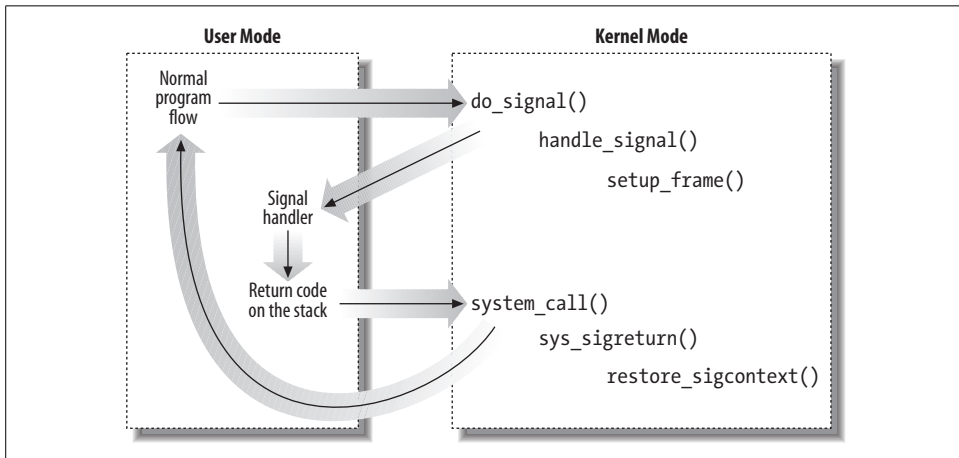 User Mode
Kernel Mode
Normal
program
flow
do_signal()
handle_signal()
setup_frame()
Signal
handler
Return code
on the stack
system_call()
sys_sigreturn()
restore_sigcontext()